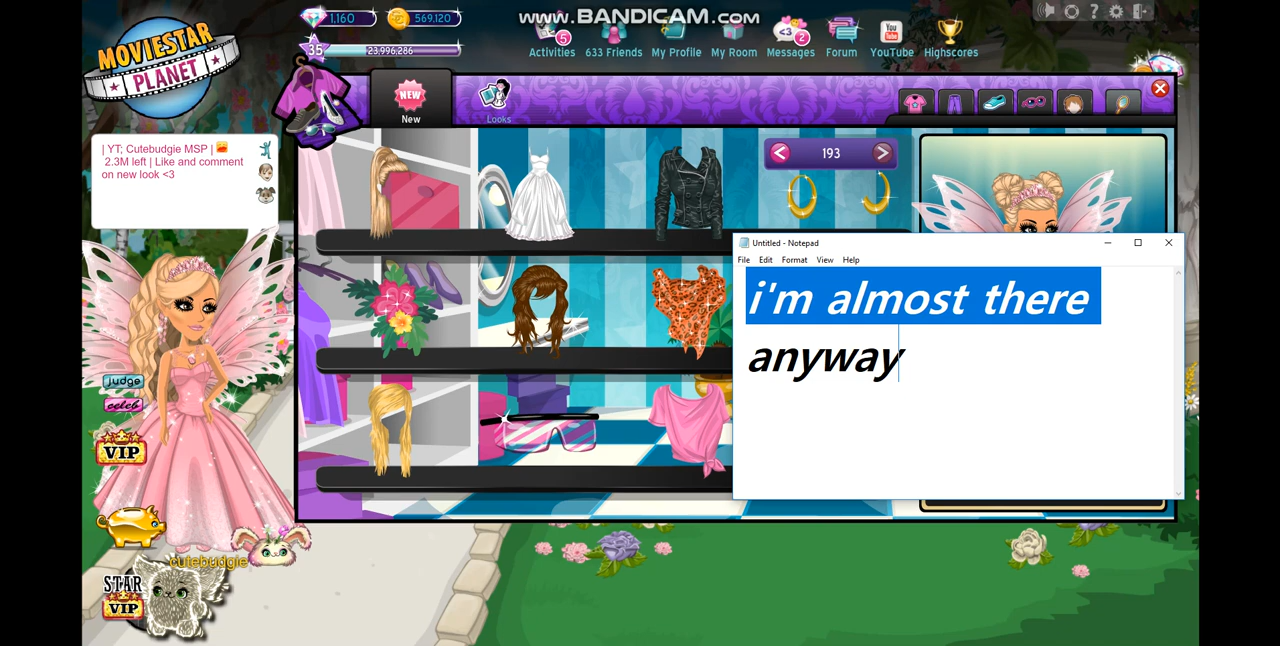 www.BANDICAM.com
MOVIESTAR
PLANET
1,160
569,120
35
23,996,286
5
Activities
633 Friends
My Profile
My Room
<3
2
Messages
Forum
You
Tube
YouTube
Highscores
?
NEW
New
Looks
| YT; Cutebudgie MSP |
2.3M left | Like and comment
on new look <3
193
Untitled - Notepad
File Edit Format View Help
i'm almost there
anyway
judge
celeb
VIP
cutebudgie
STAR
VIP